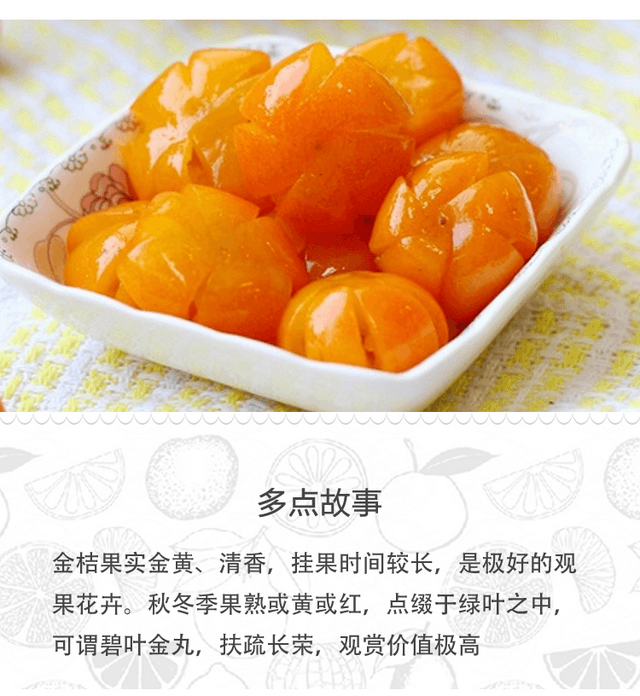 多点故事
金桔果实金黄、清香，挂果时间较长，是极好的观
果花卉。秋冬季果熟或黄或红，点缀于绿叶之中，
可谓碧叶金丸，扶疏长荣，观赏价值极高